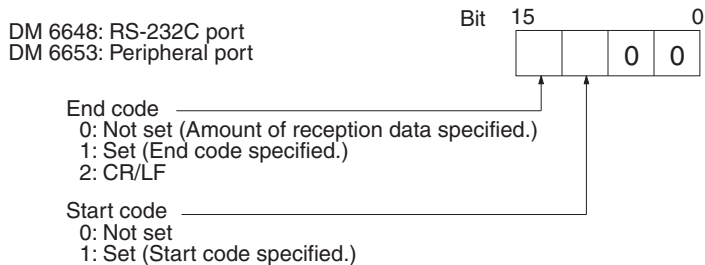 Bit 15 0
DM 6648: RS-232C port
DM 6653: Peripheral port
0 0
End code
0: Not set (Amount of reception data specified.)
1: Set (End code specified.)
2: CR/LF
Start code
0: Not set
1: Set (Start code specified.)